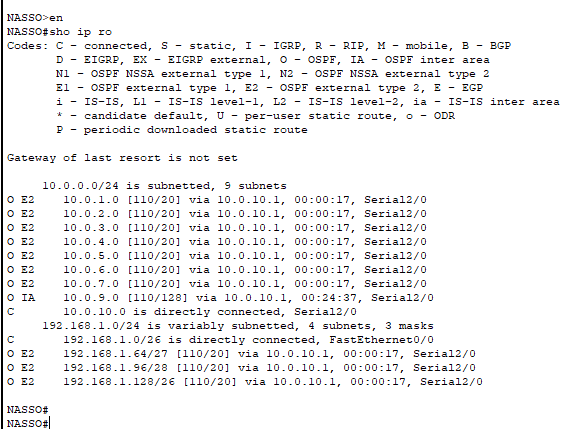 NASSO>en
NASSO#sho ip ro
Codes: C - connected, S - static, I - IGRP, R - RIP, M - mobile, B - BGP
       D - EIGRP, EX - EIGRP external, O - OSPF, IA - OSPF inter area
       N1 - OSPF NSSA external type 1, N2 - OSPF NSSA external type 2
       E1 - OSPF external type 1, E2 - OSPF external type 2, E - EGP
       i - IS-IS, L1 - IS-IS level-1, L2 - IS-IS level-2, ia - IS-IS inter area
       * - candidate default, U - per-user static route, o - ODR
       P - periodic downloaded static route

Gateway of last resort is not set

     10.0.0.0/24 is subnetted, 9 subnets
O E2    10.0.1.0 [110/20] via 10.0.10.1, 00:00:17, Serial2/0
O E2    10.0.2.0 [110/20] via 10.0.10.1, 00:00:17, Serial2/0
O E2    10.0.3.0 [110/20] via 10.0.10.1, 00:00:17, Serial2/0
O E2    10.0.4.0 [110/20] via 10.0.10.1, 00:00:17, Serial2/0
O E2    10.0.5.0 [110/20] via 10.0.10.1, 00:00:17, Serial2/0
O E2    10.0.6.0 [110/20] via 10.0.10.1, 00:00:17, Serial2/0
O E2    10.0.7.0 [110/20] via 10.0.10.1, 00:00:17, Serial2/0
O IA    10.0.9.0 [110/128] via 10.0.10.1, 00:24:37, Serial2/0
C       10.0.10.0 is directly connected, Serial2/0
     192.168.1.0/24 is variably subnetted, 4 subnets, 3 masks
C       192.168.1.0/26 is directly connected, FastEthernet0/0
O E2    192.168.1.64/27 [110/20] via 10.0.10.1, 00:00:17, Serial2/0
O E2    192.168.1.96/28 [110/20] via 10.0.10.1, 00:00:17, Serial2/0
O E2    192.168.1.128/26 [110/20] via 10.0.10.1, 00:00:17, Serial2/0

NASSO#
NASSO#